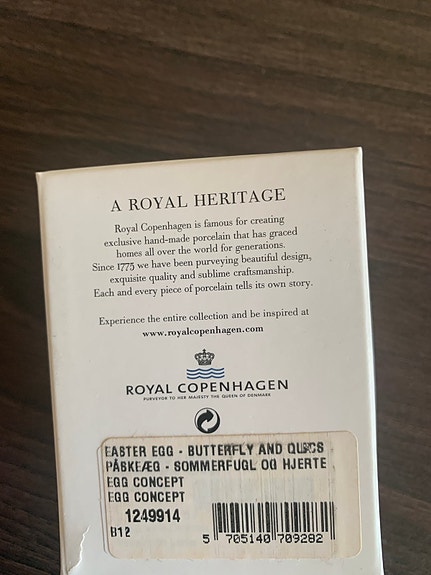 A ROYAL HERITAGE
Royal Copenhagen is famous for creating
exclusive hand-made porcelain that has graced
homes all over the world for generations.
Since 1775 we have been purveying beautiful design,
exquisite quality and sublime craftsmanship.
Each and every piece of porcelain tells its own story.
Experience the entire collection and be inspired at
www.royalcopenhagen.com
ROYAL COPENHAGEN
PURVEYOR TO HER MAJESTY THE QUEEN OF DENMARK
EASTER EGG - BUTTERFLY AND
PÅSKEÆG - SOMMERFUGL OG HJERTE
EGG CONCEPT
EGG CONCEPT
1249914
B12
5 705140 709282